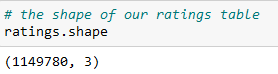 # the shape of our ratings table
ratings.shape
(1149780, 3)